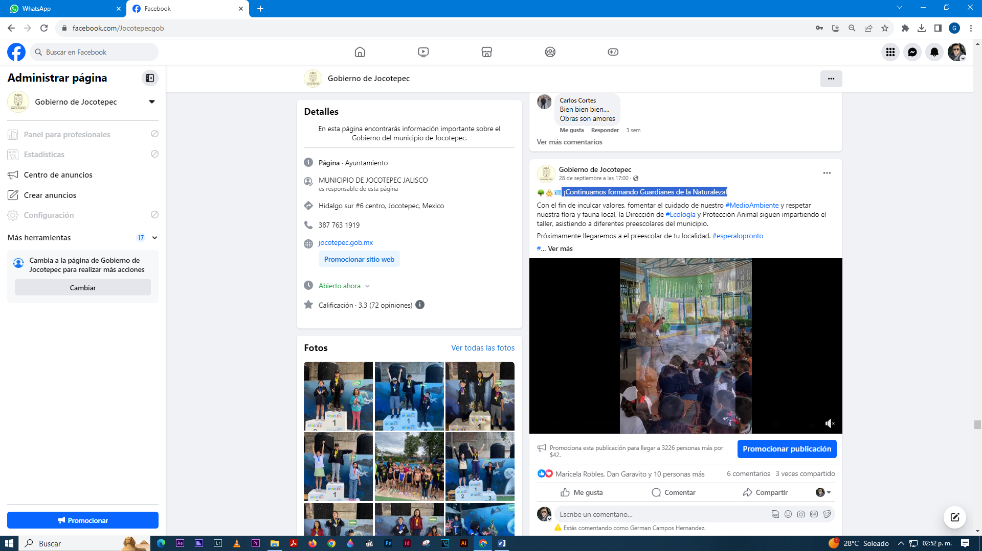 WhatsApp
Facebook
facebook.com/Jocotepecgob
Buscar en Facebook
Administrar página
Gobierno de Jocotepec
Panel para profesionales
Estadísticas
Centro de anuncios
Crear anuncios
Configuración
Más herramientas 17
Cambia a la página de Gobierno de
Jocotepec para realizar más acciones
Cambiar
Promocionar
Gobierno de Jocotepec
Detalles
En esta página encontrarás información importante sobre el
Gobierno del municipio de Jocotepec.
Página · Ayuntamiento
MUNICIPIO DE JOCOTEPEC JALISCO
es responsable de esta página
Hidalgo sur #6 centro, Jocotepec, Mexico
387 763 1919
jocotepec.gob.mx
Promocionar sitio web
Abierto ahora
Calificación · 3.3 (72 opiniones)
Fotos
Ver todas las fotos
Carlos Cortes
Bien bien bien...
Obras son amores
Me gusta Responder 3 sem
Ver más comentarios
Gobierno de Jocotepec
28 de septiembre a las 17:00
¡Continuamos formando Guardianes de la Naturaleza!
Con el fin de inculcar valores, fomentar el cuidado de nuestro #MedioAmbiente y respetar
nuestra flora y fauna local, la Dirección de #Ecología y Protección Animal siguen impartiendo el
taller, asistiendo a diferentes preescolares del municipio.
Próximamente llegaremos a el preescolar de tu localidad, #esperalopronto
#... Ver más
Promociona esta publicación para llegar a 3226 personas más por
$42.
Promocionar publicación
Maricela Robles, Dan Garavito y 10 personas más
6 comentarios 3 veces compartido
Me gusta
Comentar
Compartir
Escribe un comentario...
Estás comentando como German Campos Hernandez.
Buscar
28°C Soleado
02:52 p. m.